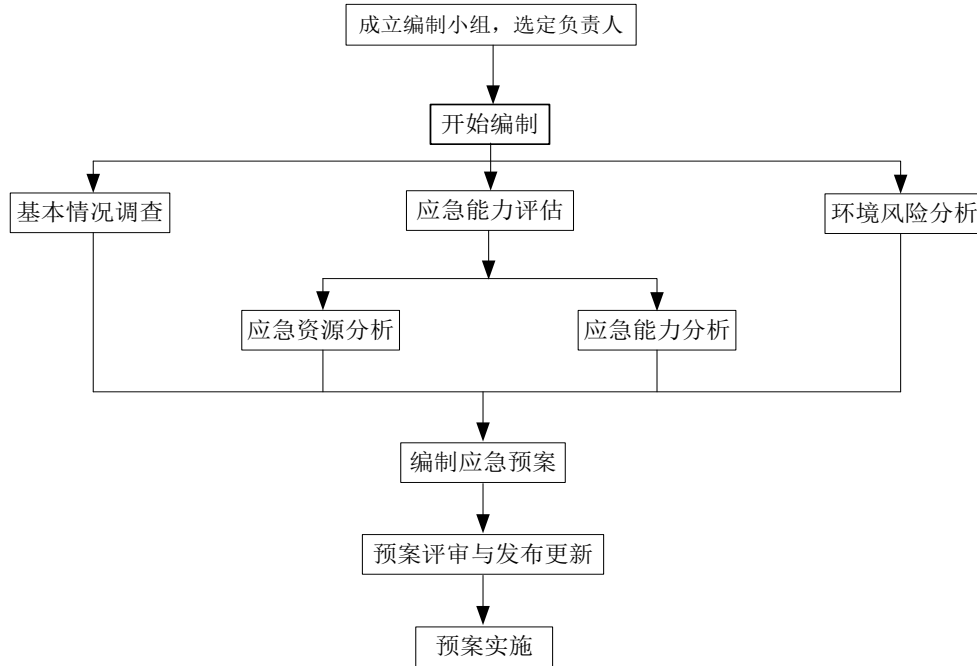 成立编制小组，选定负责人
开始编制
基本情况调查
应急能力评估
环境风险分析
应急资源分析
应急能力分析
编制应急预案
预案评审与发布更新
预案实施